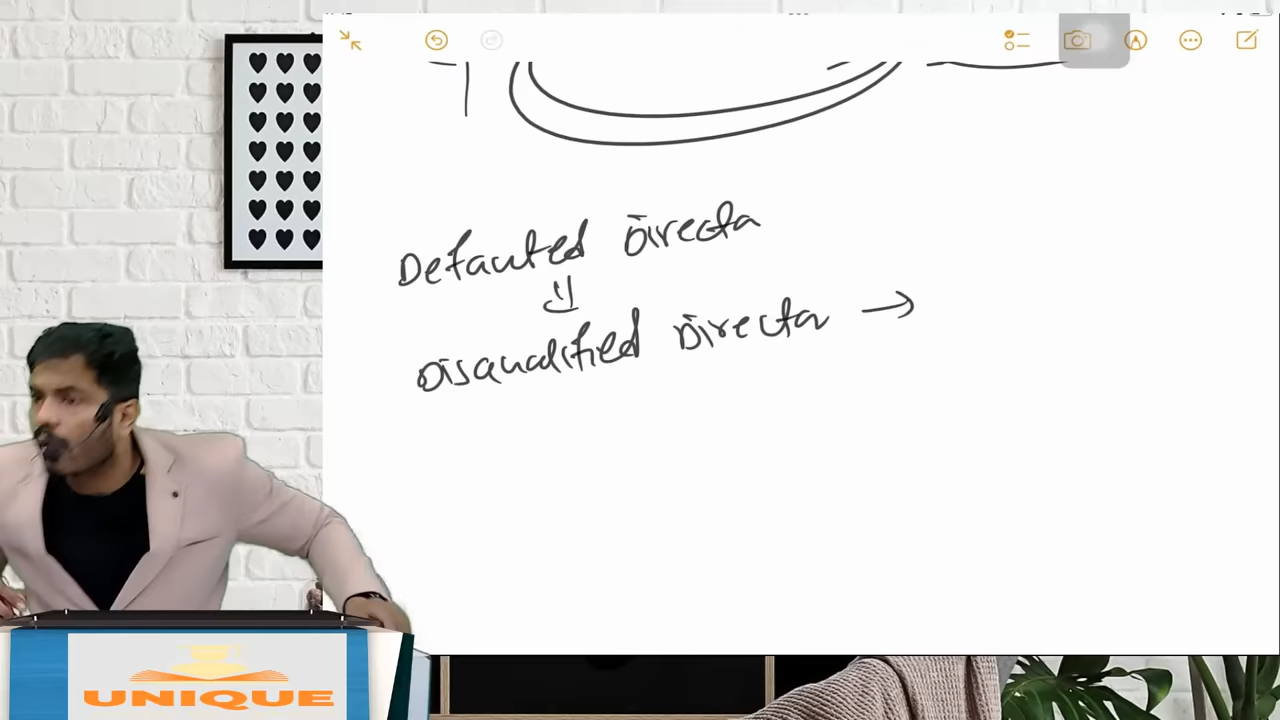 Defaulted Director
⇓
Disqualified Director →
UNIQUE